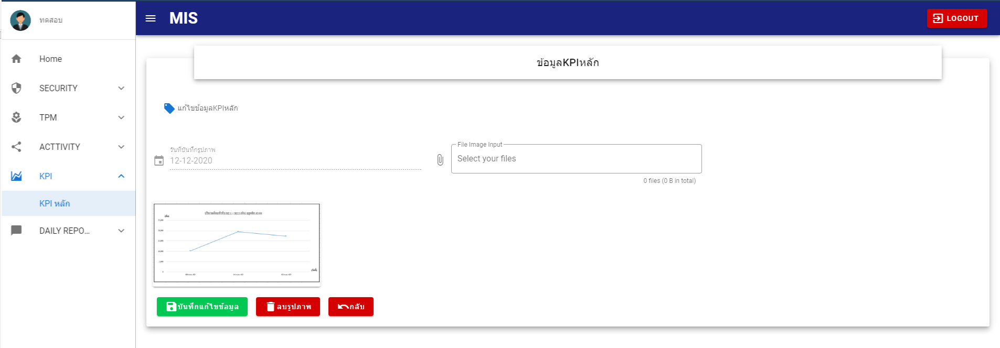 ทดสอบ
MIS
LOGOUT
Home
SECURITY
TPM
ACTTIVITY
KPI
KPI หลัก
DAILY REPO...
ข้อมูลKPIหลัก
แก้ไขข้อมูลKPIหลัก
วันที่บันทึกรูปภาพ
12-12-2020
File Image Input
Select your files
0 files (0 B in total)
บันทึกแก้ไขข้อมูล
ลบรูปภาพ
กลับ